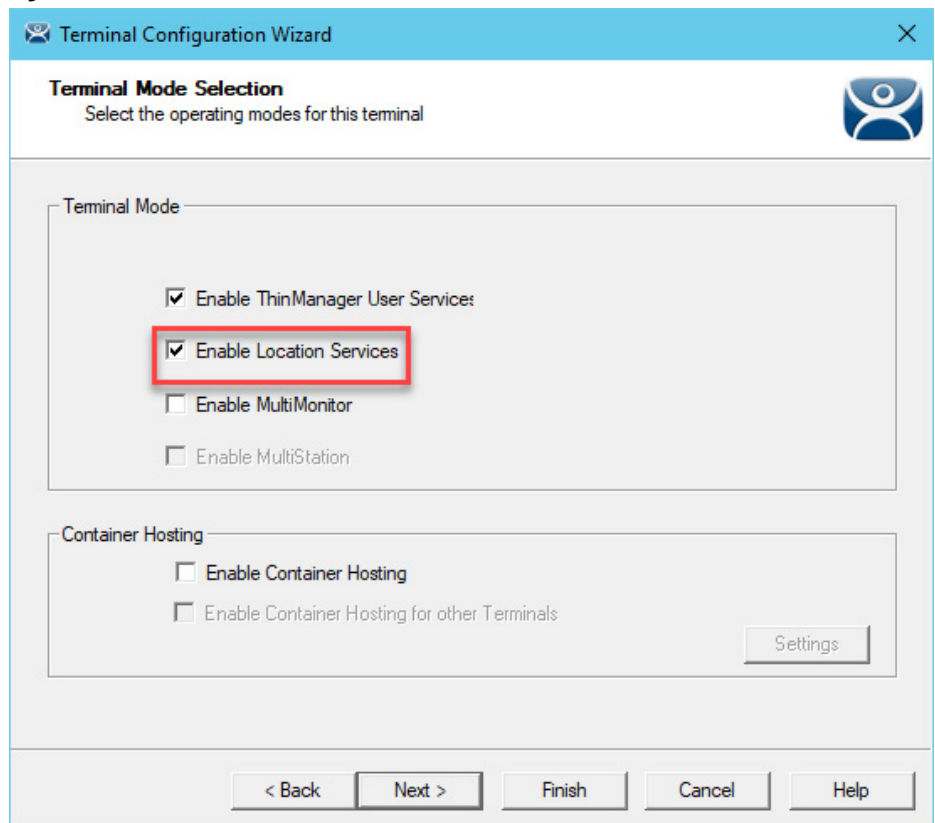 Terminal Configuration Wizard
Terminal Mode Selection
Select the operating modes for this terminal
Terminal Mode
Enable ThinManager User Services
Enable Location Services
Enable MultiMonitor
Enable MultiStation
Container Hosting
Enable Container Hosting
Enable Container Hosting for other Terminals
Settings
< Back Next > Finish Cancel Help